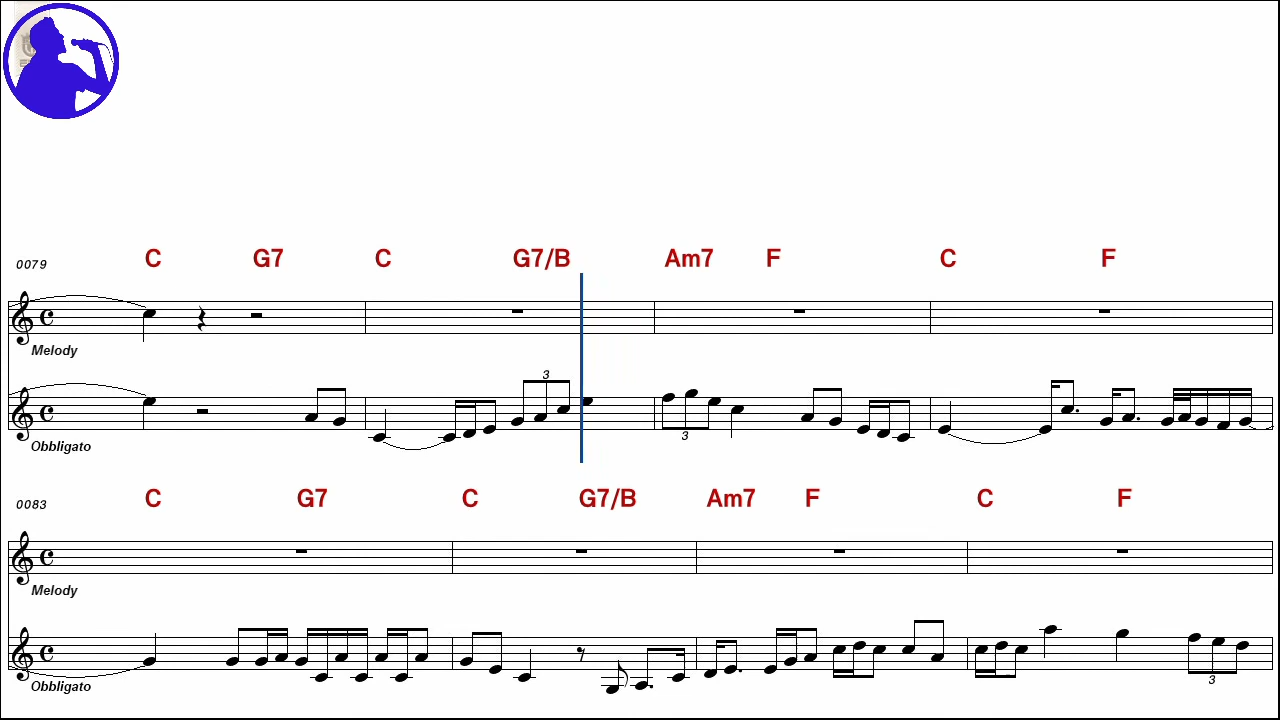 C G7 C G7/B Am7 F C F
0079
Melody
3
Obbligato
3
C G7 C G7/B Am7 F C F
0083
Melody
Obbligato
3